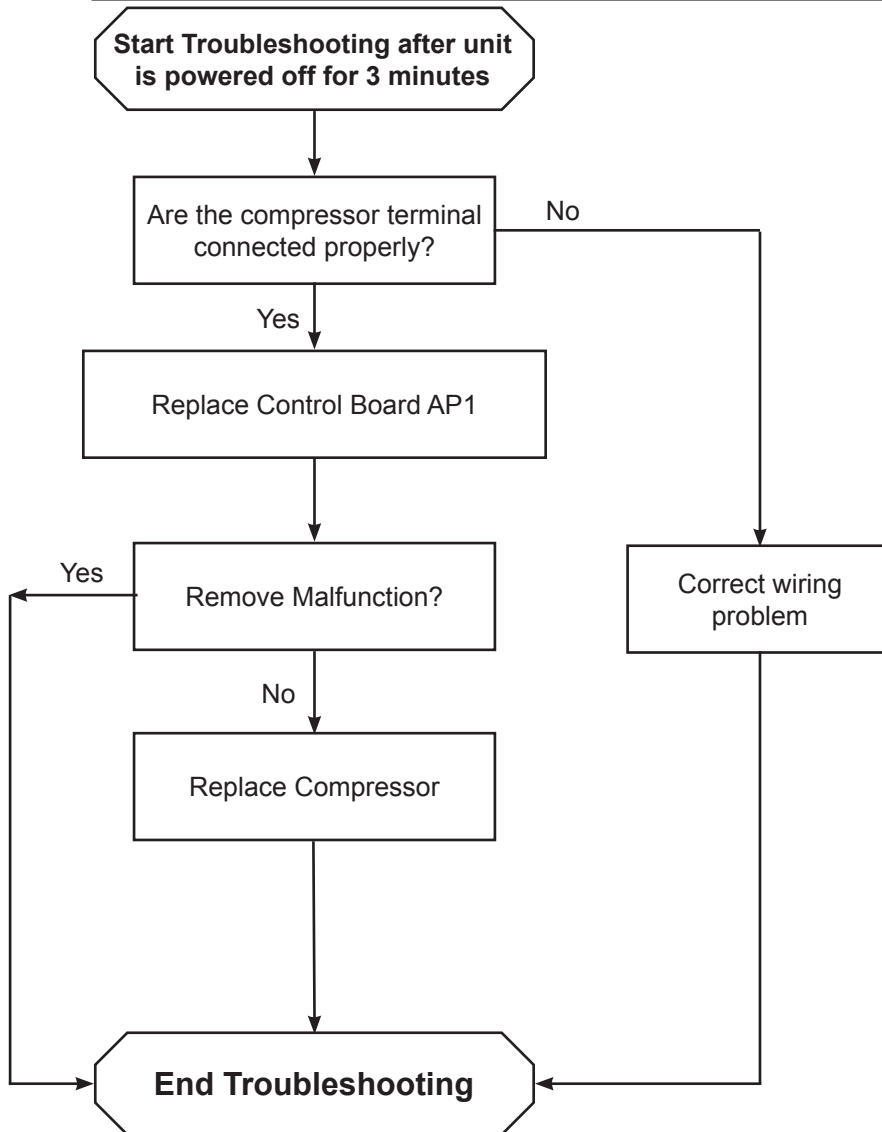 Start Troubleshooting after unit
is powered off for 3 minutes
Are the compressor terminal
connected properly?
No
Yes
Replace Control Board AP1
Yes
Remove Malfunction?
Correct wiring
problem
No
Replace Compressor
End Troubleshooting